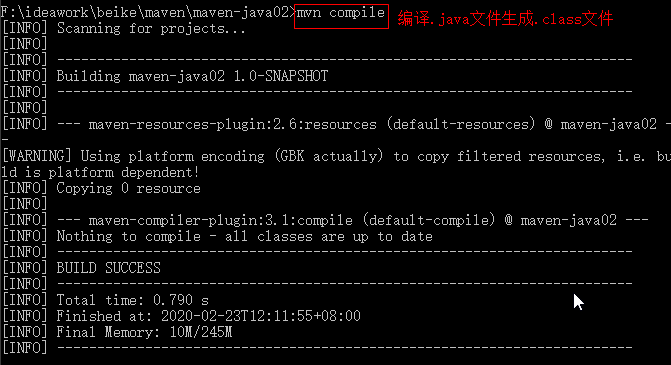 F:\ideawork\beike\maven\maven-java02>mvn compile 编译.java文件生成.class文件
[INFO] Scanning for projects...
[INFO]
[INFO] ------------------------------------------------------------------------
[INFO] Building maven-java02 1.0-SNAPSHOT
[INFO] ------------------------------------------------------------------------
[INFO]
[INFO] --- maven-resources-plugin:2.6:resources (default-resources) @ maven-java02 --
-
[WARNING] Using platform encoding (GBK actually) to copy filtered resources, i.e. bu
ld is platform dependent!
[INFO] Copying 0 resource
[INFO]
[INFO] --- maven-compiler-plugin:3.1:compile (default-compile) @ maven-java02 ---
[INFO] Nothing to compile - all classes are up to date
[INFO] ------------------------------------------------------------------------
[INFO] BUILD SUCCESS
[INFO] ------------------------------------------------------------------------
[INFO] Total time: 0.790 s
[INFO] Finished at: 2020-02-23T12:11:55+08:00
[INFO] Final Memory: 10M/245M
[INFO] ------------------------------------------------------------------------